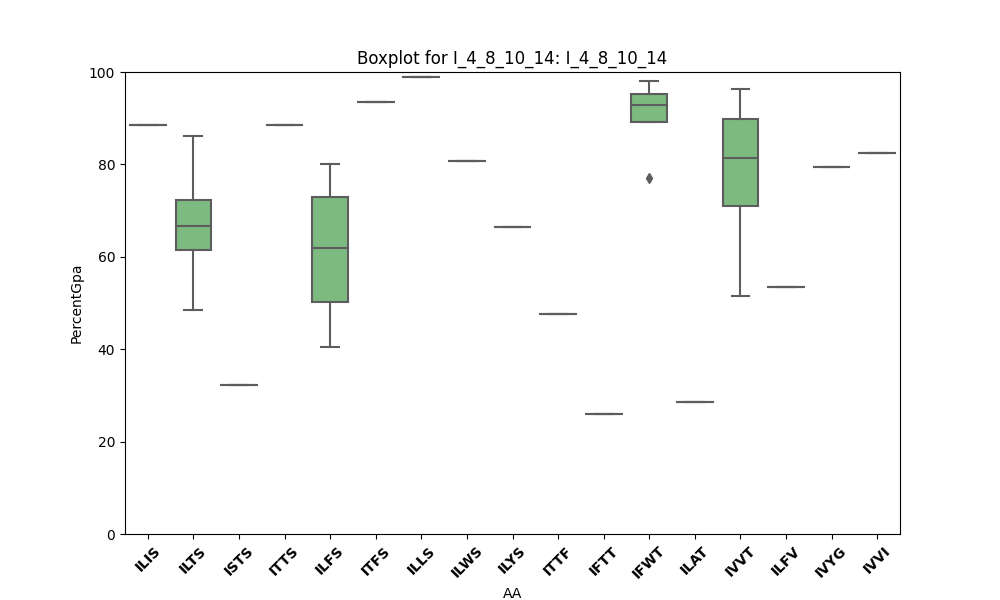 Boxplot for I_4_8_10_14: I_4_8_10_14
PercentGpa
100
80
60
40
20
0
ILIS ILTS ISTS ITTS ILFS ITFS ILLS ILWS ILYS ITTF IFTT IFWT ILAT IVVT ILFV IVYG IVVI
AA